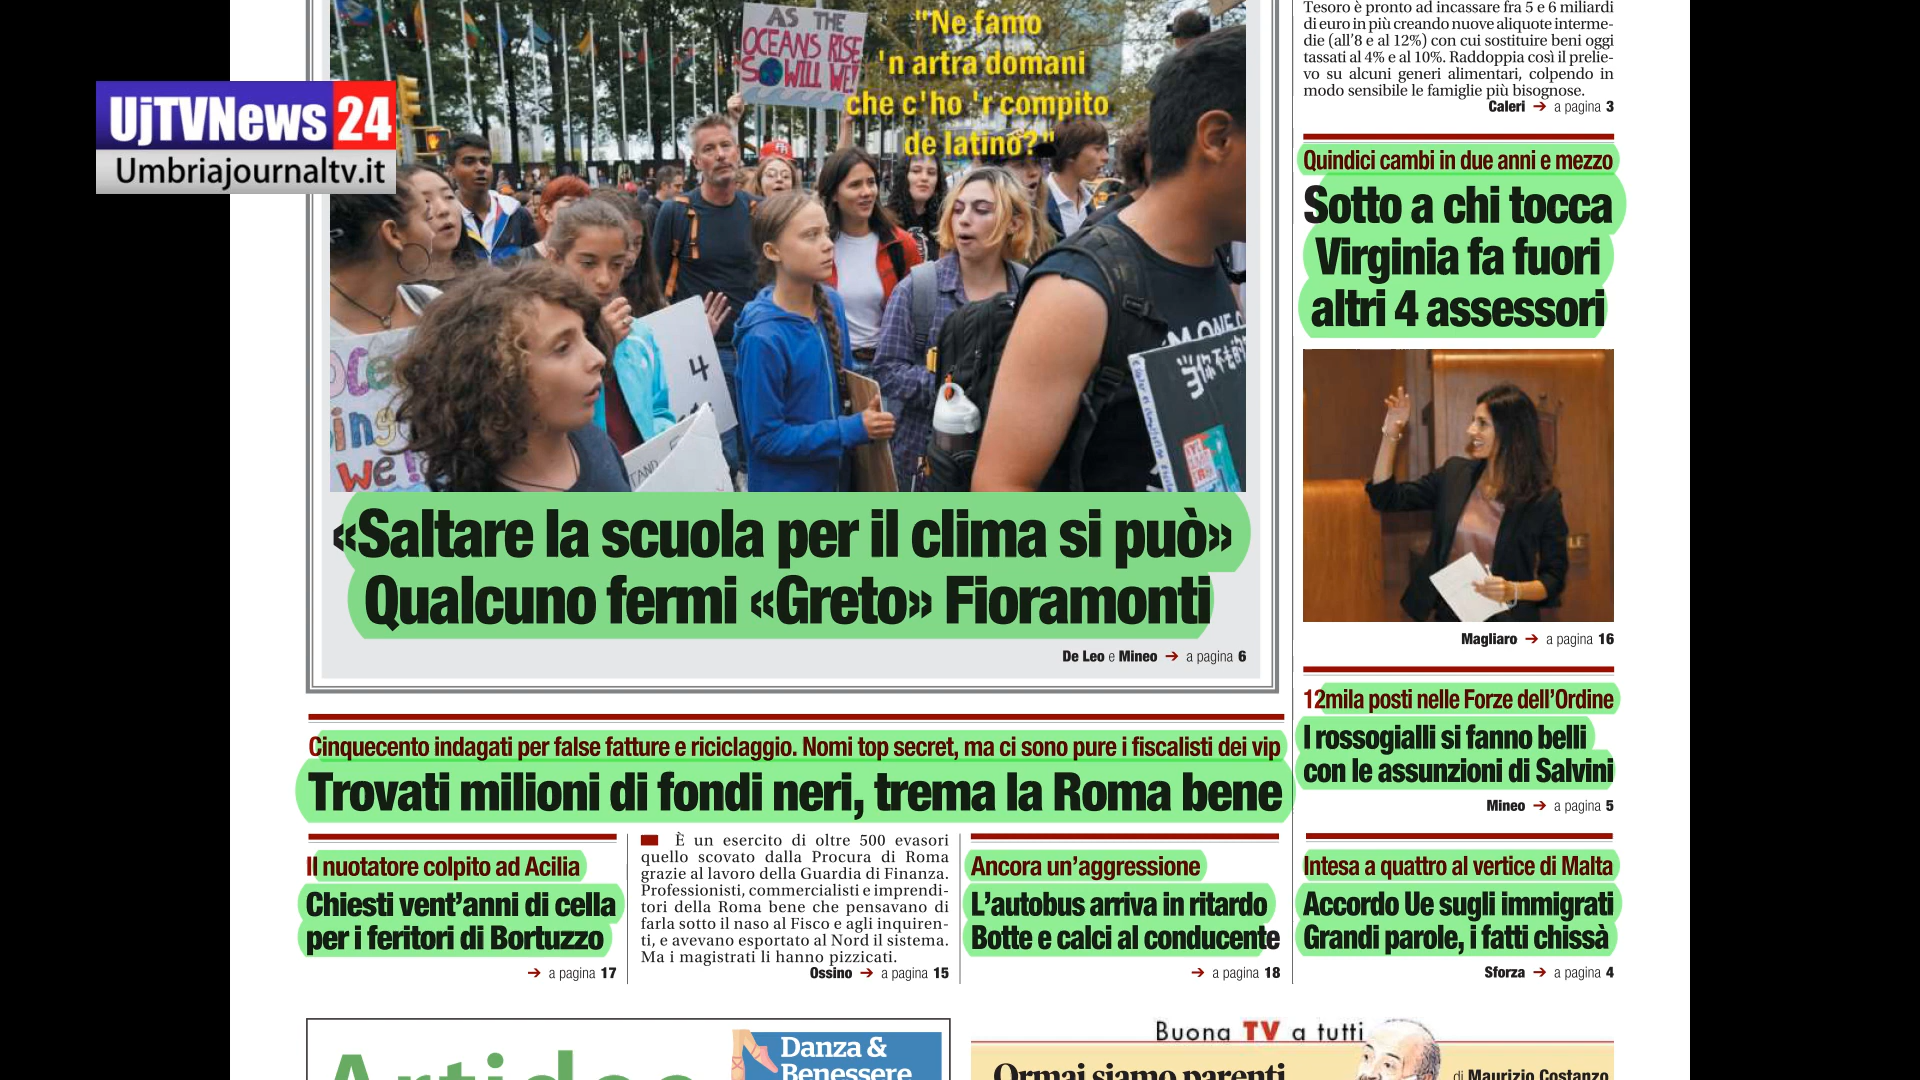 UjTVNews 24
Umbriajournaltv.it
AS THE
OCEANS RISE
SO WILL WE!
"Ne famo
'n artra domani
che c'ho 'r compito
de latino?"
4
we!
TAND
«Saltare la scuola per il clima si può»
Qualcuno fermi «Greto» Fioramonti
De Leo e Mineo → a pagina 6
Cinquecento indagati per false fatture e riciclaggio. Nomi top secret, ma ci sono pure i fiscalisti dei vip
Trovati milioni di fondi neri, trema la Roma bene
Il nuotatore colpito ad Acilia
Chiesti vent'anni di cella
per i feritori di Bortuzzo
→ a pagina 17
È un esercito di oltre 500 evasori
quello scovato dalla Procura di Roma
grazie al lavoro della Guardia di Finanza.
Professionisti, commercialisti e imprendi-
tori della Roma bene che pensavano di
farla sotto il naso al Fisco e agli inquiren-
ti, e avevano esportato al Nord il sistema.
Ma i magistrati li hanno pizzicati.
Ossino → a pagina 15
Ancora un'aggressione
L'autobus arriva in ritardo
Botte e calci al conducente
→ a pagina 18
Tesoro è pronto ad incassare fra 5 e 6 miliardi
di euro in più creando nuove aliquote interme-
die (all'8 e al 12%) con cui sostituire beni oggi
tassati al 4% e al 10%. Raddoppia così il prelie-
vo su alcuni generi alimentari, colpendo in
modo sensibile le famiglie più bisognose.
Caleri → a pagina 3
Quindici cambi in due anni e mezzo
Sotto a chi tocca
Virginia fa fuori
altri 4 assessori
Magliaro → a pagina 16
12mila posti nelle Forze dell'Ordine
I rossogialli si fanno belli
con le assunzioni di Salvini
Mineo → a pagina 5
Intesa a quattro al vertice di Malta
Accordo Ue sugli immigrati
Grandi parole, i fatti chissà
Sforza → a pagina 4
Danza &
Benessere
Buona TV a tutti
Ormai siamo parenti
di Maurizio Costanzo